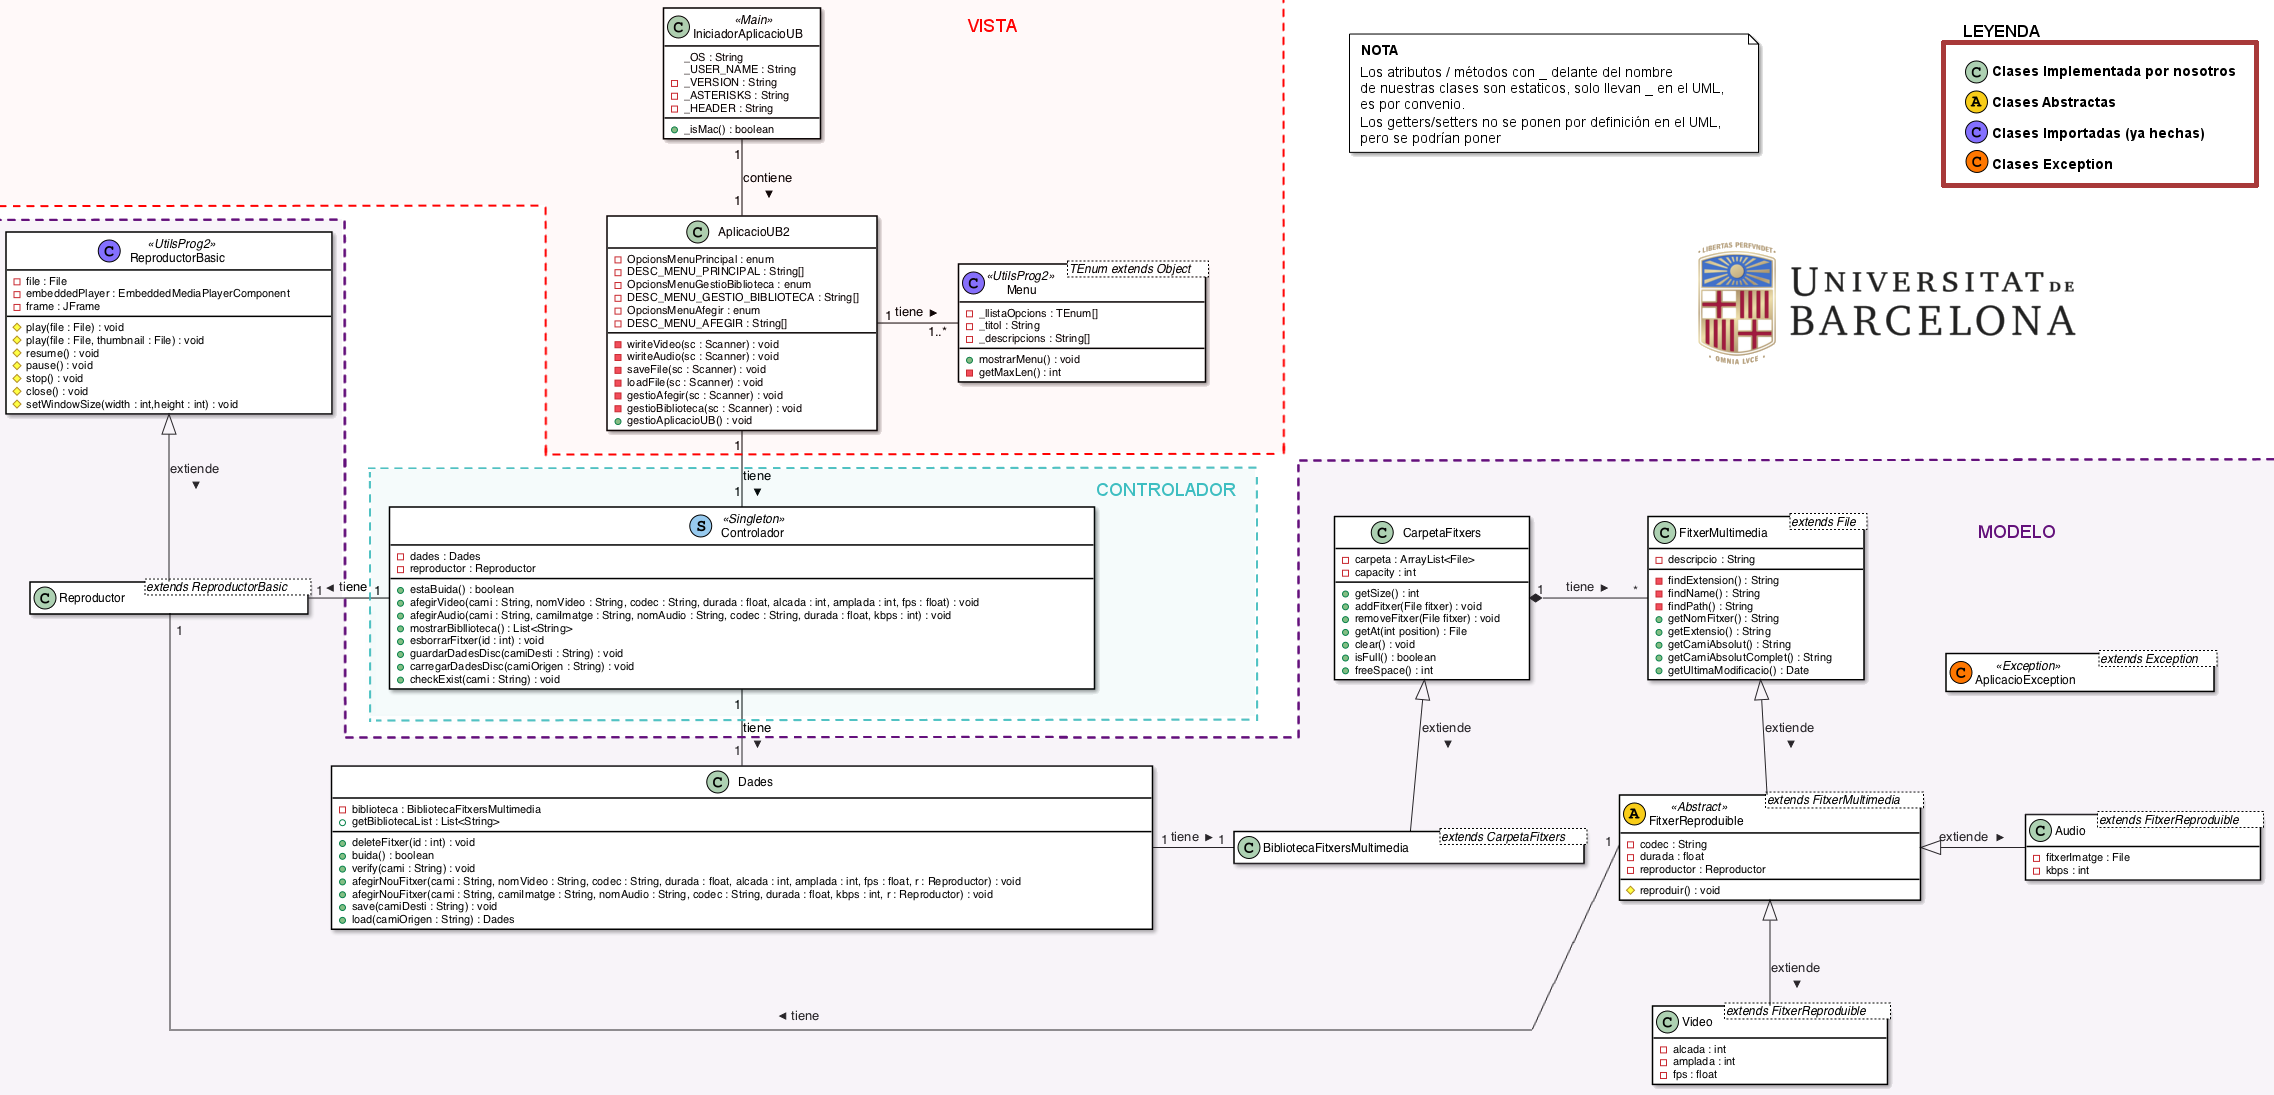 VISTA
«Main»
IniciadorAplicacioUB
_OS : String
_USER_NAME : String
_VERSION : String
_ASTERISKS : String
_HEADER : String
_isMac() : boolean
1
contiene
▼
1
NOTA
Los atributos / métodos con _ delante del nombre
de nuestras clases son estaticos, solo llevan _ en el UML,
es por convenio.
Los getters/setters no se ponen por definición en el UML,
pero se podrían poner
LEYENDA
C Clases Implementada por nosotros
A Clases Abstractas
C Clases Importadas (ya hechas)
C Clases Exception
LIBERTAS PERFVNDET
OMNIA LVCE
UNIVERSITAT DE
BARCELONA
C
«UtilsProg2»
ReproductorBasic
file : File
embeddedPlayer : EmbeddedMediaPlayerComponent
frame : JFrame
play(file : File) : void
play(file : File, thumbnail : File) : void
resume() : void
pause() : void
stop() : void
close() : void
setWindowSize(width : int,height : int) : void
extiende
▼
C AplicacioUB2
OpcionsMenuPrincipal : enum
DESC_MENU_PRINCIPAL : String[]
OpcionsMenuGestioBiblioteca : enum
DESC_MENU_GESTIO_BIBLIOTECA : String[]
OpcionsMenuAfegir : enum
DESC_MENU_AFEGIR : String[]
wiriteVideo(sc : Scanner) : void
wiriteAudio(sc : Scanner) : void
saveFile(sc : Scanner) : void
loadFile(sc : Scanner) : void
gestioAfegir(sc : Scanner) : void
gestioBiblioteca(sc : Scanner) : void
gestioAplicacioUB() : void
1 tiene ►
1..*
TEnum extends Object
C
«UtilsProg2»
Menu
_llistaOpcions : TEnum[]
_titol : String
_descripcions : String[]
mostrarMenu() : void
getMaxLen() : int
1
tiene
1 ▼
CONTROLADOR
S
«Singleton»
Controlador
dades : Dades
reproductor : Reproductor
estaBuida() : boolean
afegirVideo(cami : String, nomVideo : String, codec : String, durada : float, alcada : int, amplada : int, fps : float) : void
afegirAudio(cami : String, camiImatge : String, nomAudio : String, codec : String, durada : float, kbps : int) : void
mostrarBibllioteca() : List<String>
esborrarFitxer(id : int) : void
guardarDadesDisc(camiDesti : String) : void
carregarDadesDisc(camiOrigen : String) : void
checkExist(cami : String) : void
1 ◄ tiene 1
extends ReproductorBasic
C Reproductor
1
1
tiene
1 ▼
MODELO
C CarpetaFitxers
carpeta : ArrayList<File>
capacity : int
getSize() : int
addFitxer(File fitxer) : void
removeFitxer(File fitxer) : void
getAt(int position) : File
clear() : void
isFull() : boolean
freeSpace() : int
1 tiene ► *
extends File
C FitxerMultimedia
descripcio : String
findExtension() : String
findName() : String
findPath() : String
getNomFitxer() : String
getExtensio() : String
getCamiAbsolut() : String
getCamiAbsolutComplet() : String
getUltimaModificacio() : Date
extends Exception
C
«Exception»
AplicacioException
extiende
▼
extiende
▼
C Dades
biblioteca : BibliotecaFitxersMultimedia
getBibliotecaList : List<String>
deleteFitxer(id : int) : void
buida() : boolean
verify(cami : String) : void
afegirNouFitxer(cami : String, nomVideo : String, codec : String, durada : float, alcada : int, amplada : int, fps : float, r : Reproductor) : void
afegirNouFitxer(cami : String, camiImatge : String, nomAudio : String, codec : String, durada : float, kbps : int, r : Reproductor) : void
save(camiDesti : String) : void
load(camiOrigen : String) : Dades
1 tiene ► 1
extends CarpetaFitxers
C BibliotecaFitxersMultimedia
extends FitxerMultimedia
A
«Abstract»
FitxerReproduible
codec : String
durada : float
reproductor : Reproductor
reproduir() : void
1
extiende ►
extends FitxerReproduible
C Audio
fitxerImatge : File
kbps : int
extiende
▼
◄ tiene
extends FitxerReproduible
C Video
alcada : int
amplada : int
fps : float